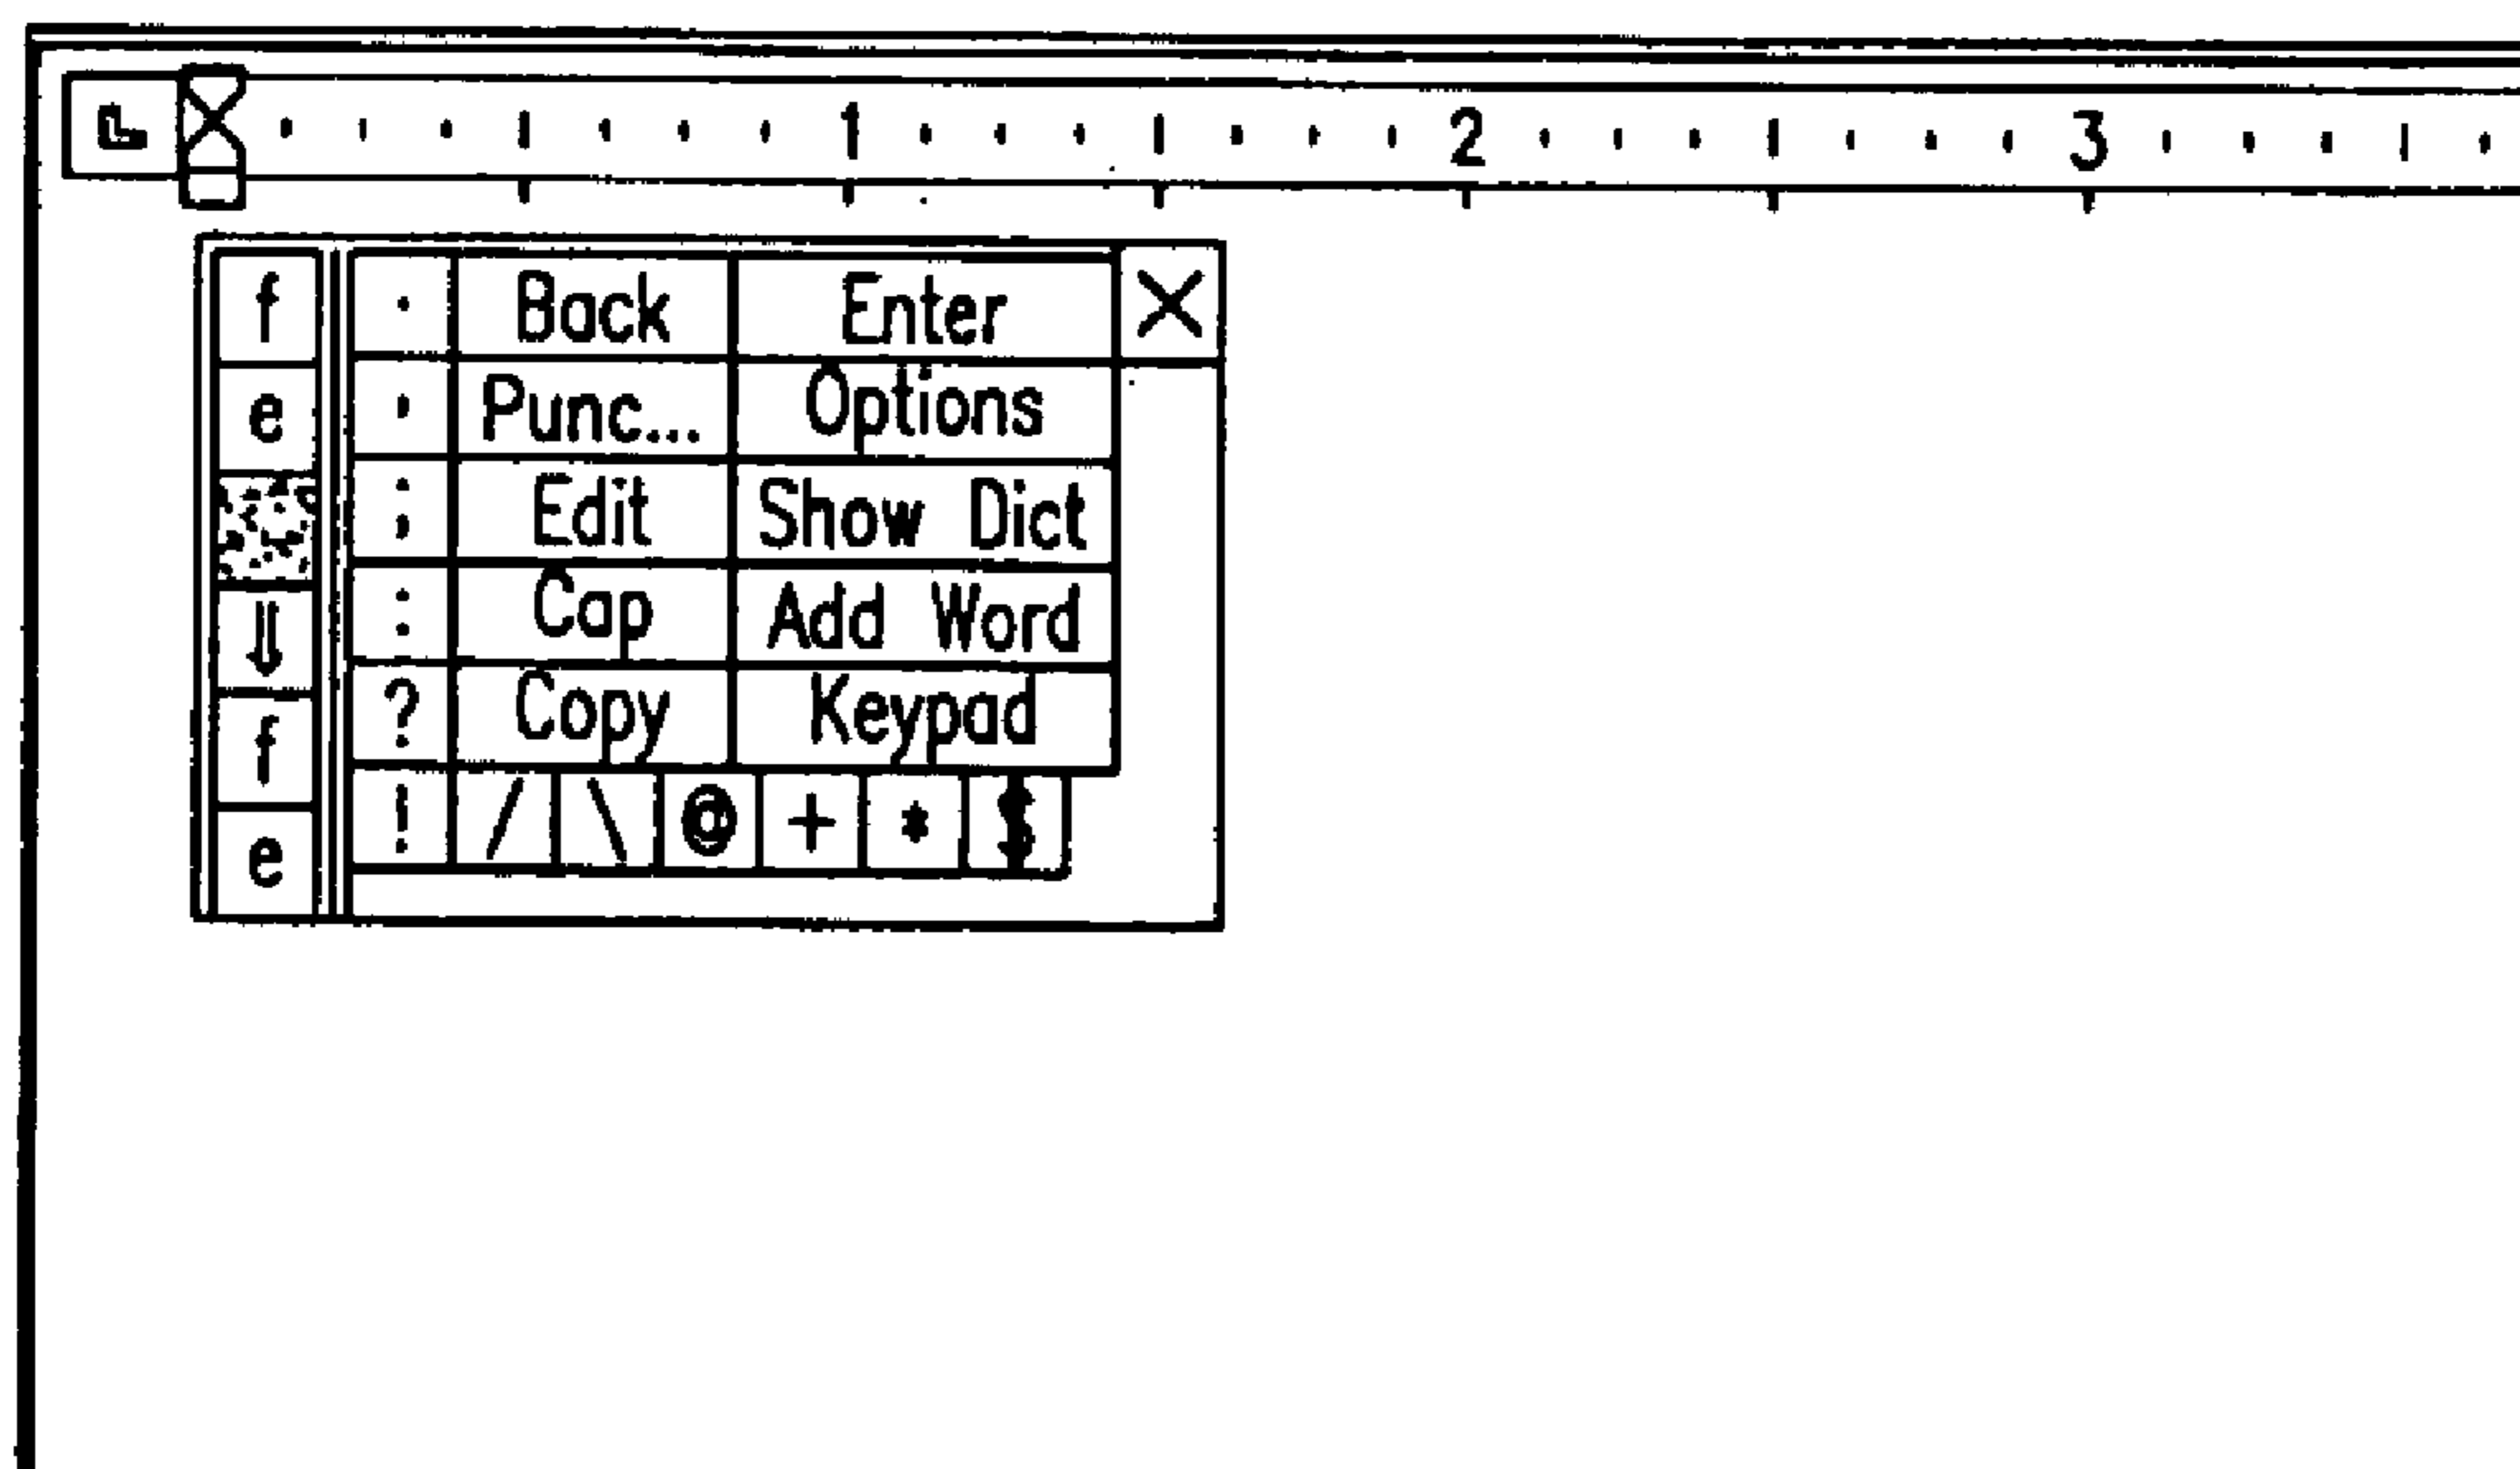 1 2 3
f . Back Enter X
e , Punc... Options
; Edit Show Dict
⇓ : Cap Add Word
f ? Copy Keypad
e ! / \ @ + * $